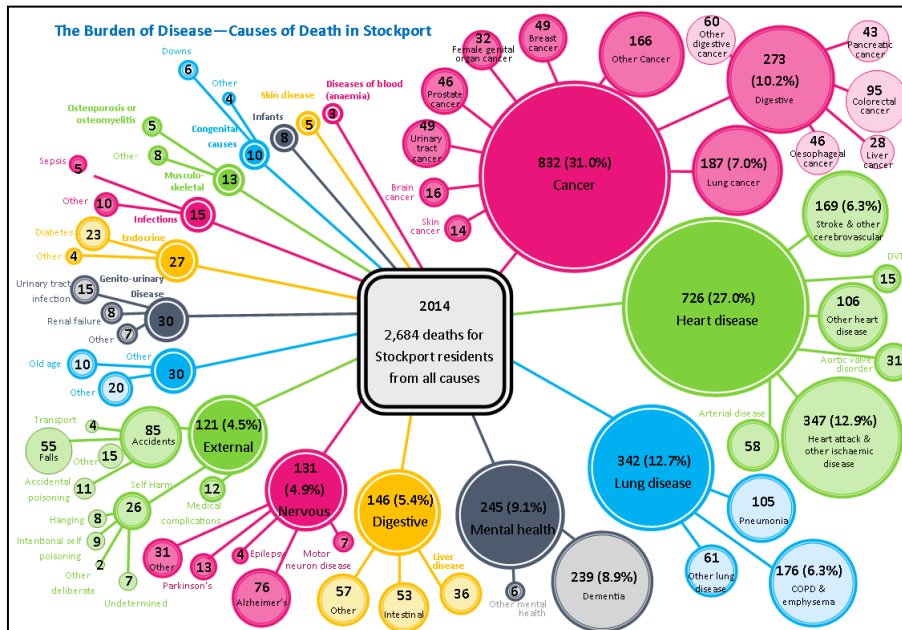 The Burden of Disease—Causes of Death in Stockport
2014
2,684 deaths for
Stockport residents
from all causes
832 (31.0%)
Cancer
14
Skin
cancer
16
Brain
cancer
49
Urinary
tract
cancer
46
Prostate
cancer
32
Female genital
organ cancer
49
Breast
cancer
166
Other Cancer
273
(10.2%)
Digestive
60
Other
digestive
cancer
43
Pancreatic
cancer
95
Colorectal
cancer
28
Liver
cancer
46
Oesophageal
cancer
187 (7.0%)
Lung cancer
726 (27.0%)
Heart disease
169 (6.3%)
Stroke & other
cerebrovascular
DVT
15
106
Other heart
disease
Aortic valve
disorder
31
347 (12.9%)
Heart attack &
other ischaemic
disease
Arterial disease
58
342 (12.7%)
Lung disease
105
Pneumonia
176 (6.3%)
COPD &
emphysema
61
Other lung
disease
245 (9.1%)
Mental health
239 (8.9%)
Dementia
6
Other mental
health
146 (5.4%)
Digestive
Liver
disease
36
53
Intestinal
57
Other
131
(4.9%)
Nervous
7
Motor
neuron disease
4
Epilepsy
76
Alzheimer's
13
Parkinson's
31
Other
121 (4.5%)
External
12
Medical
complications
85
Accidents
Transport
4
55
Falls
Other
15
Accidental
poisoning
11
Self Harm
26
Hanging
8
Intentional self
poisoning
9
Other
deliberate
2
7
Undetermined
Other
30
Old age
10
Other
20
Genito-urinary
Disease
30
Urinary tract
infection
15
Renal failure
8
Other
7
Endocrine
27
Diabetes
23
Other
4
Infections
15
Sepsis
5
Other
10
Musculo-
skeletal
13
Osteoporosis or
osteomyelitis
5
Other
8
Congenital
causes
10
Downs
6
Other
4
Infants
8
Skin disease
5
Diseases of blood
(anaemia)
3